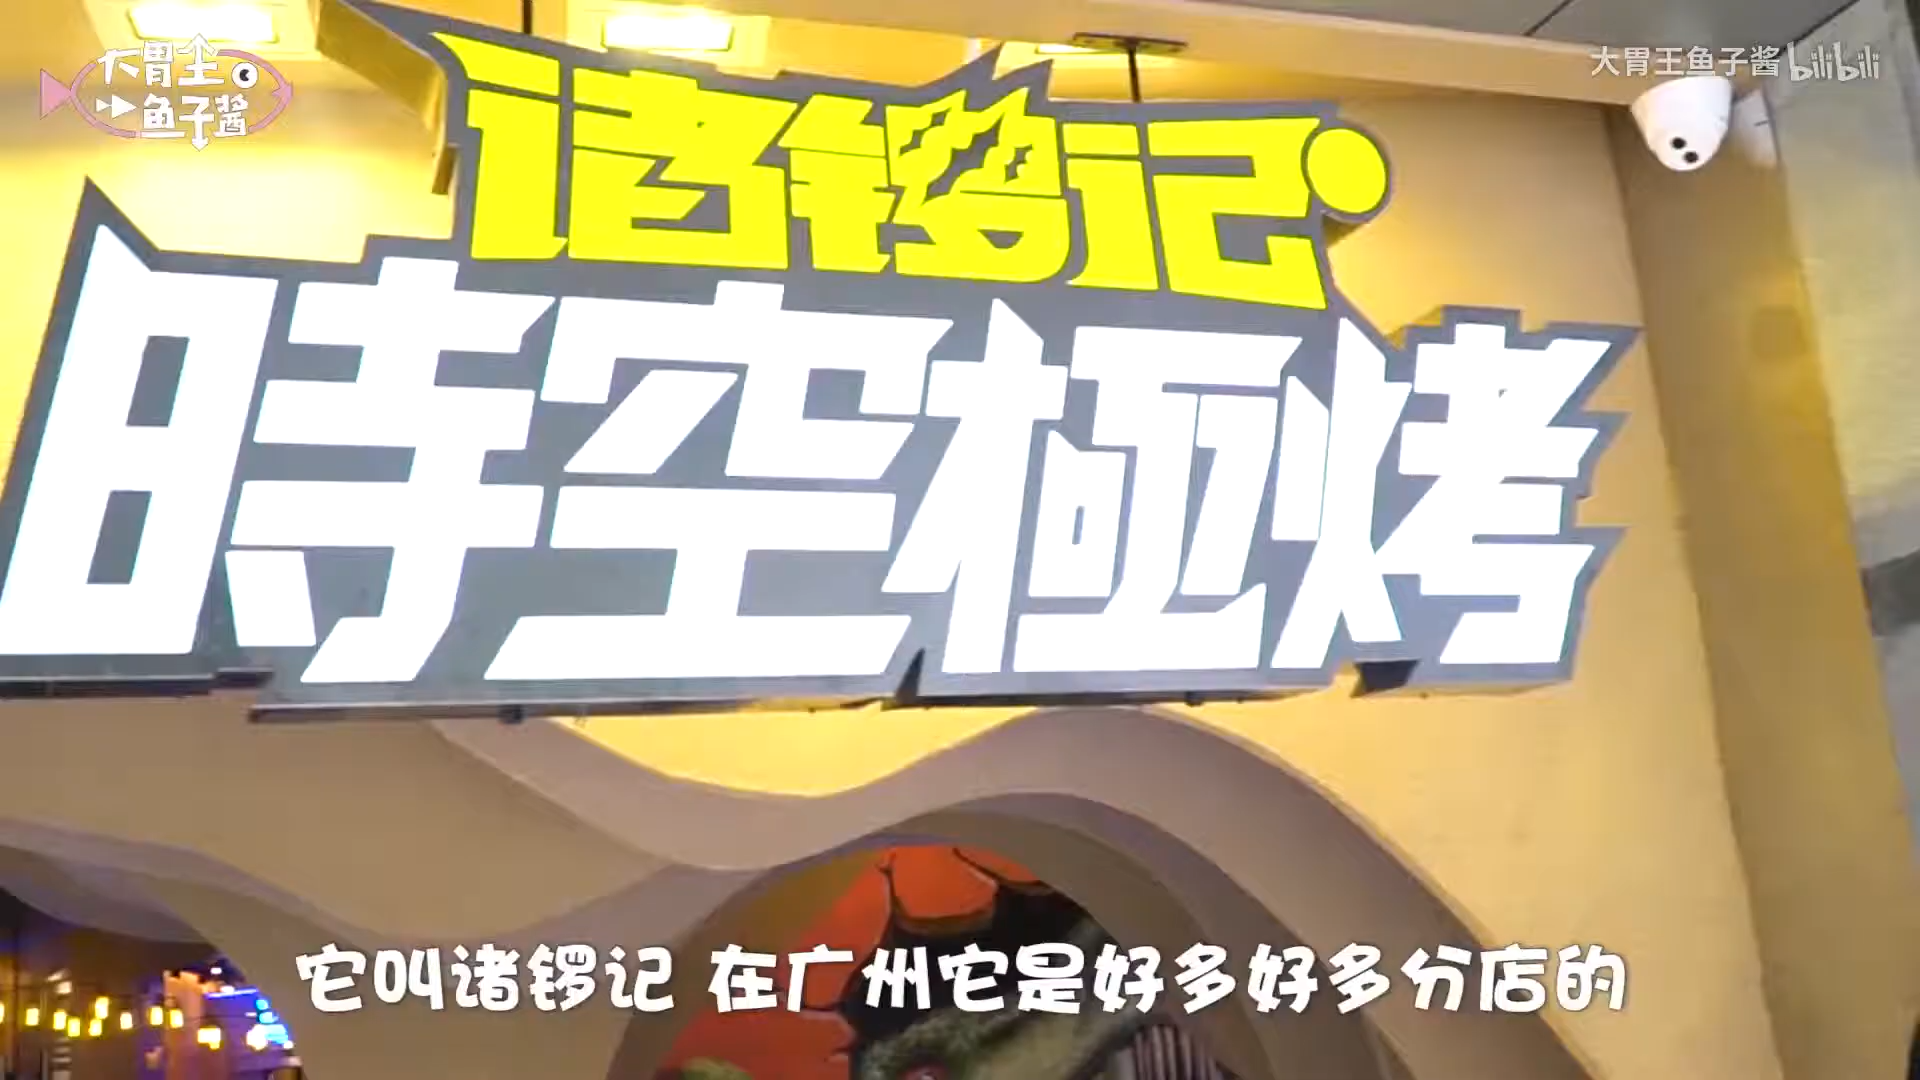 大胃王
鱼子酱
大胃王鱼子酱 bilibili
诸锣记
時空極烤
它叫诸锣记 在广州它是好多好多分店的